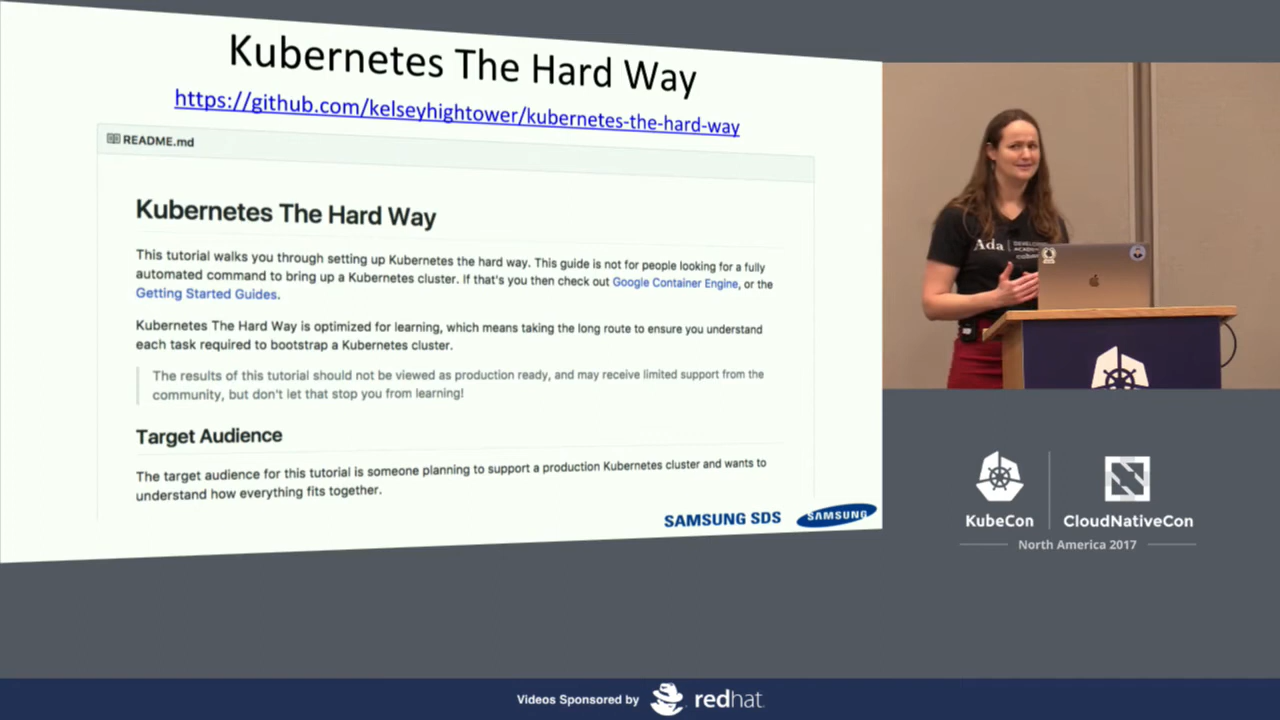 Kubernetes The Hard Way
https://github.com/kelseyhightower/kubernetes-the-hard-way
README.md
Kubernetes The Hard Way
This tutorial walks you through setting up Kubernetes the hard way. This guide is not for people looking for a fully
automated command to bring up a Kubernetes cluster. If that's you then check out Google Container Engine, or the
Getting Started Guides.
Kubernetes The Hard Way is optimized for learning, which means taking the long route to ensure you understand
each task required to bootstrap a Kubernetes cluster.
The results of this tutorial should not be viewed as production ready, and may receive limited support from the
community, but don't let that stop you from learning!
Target Audience
The target audience for this tutorial is someone planning to support a production Kubernetes cluster and wants to
understand how everything fits together.
SAMSUNG SDS
SAMSUNG
Ada
KubeCon
CloudNativeCon
North America 2017
Videos Sponsored by
redhat